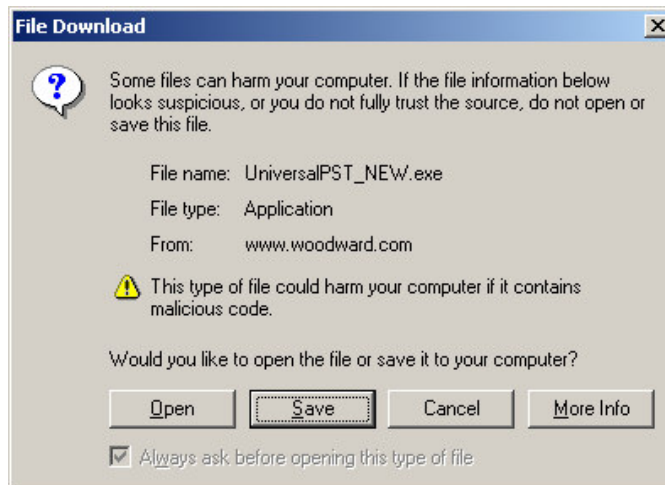 File Download
Some files can harm your computer. If the file information below
looks suspicious, or you do not fully trust the source, do not open or
save this file.
File name: UniversalPST_NEW.exe
File type: Application
From: www.woodward.com
This type of file could harm your computer if it contains
malicious code.
Would you like to open the file or save it to your computer?
Open Save Cancel More Info
Always ask before opening this type of file